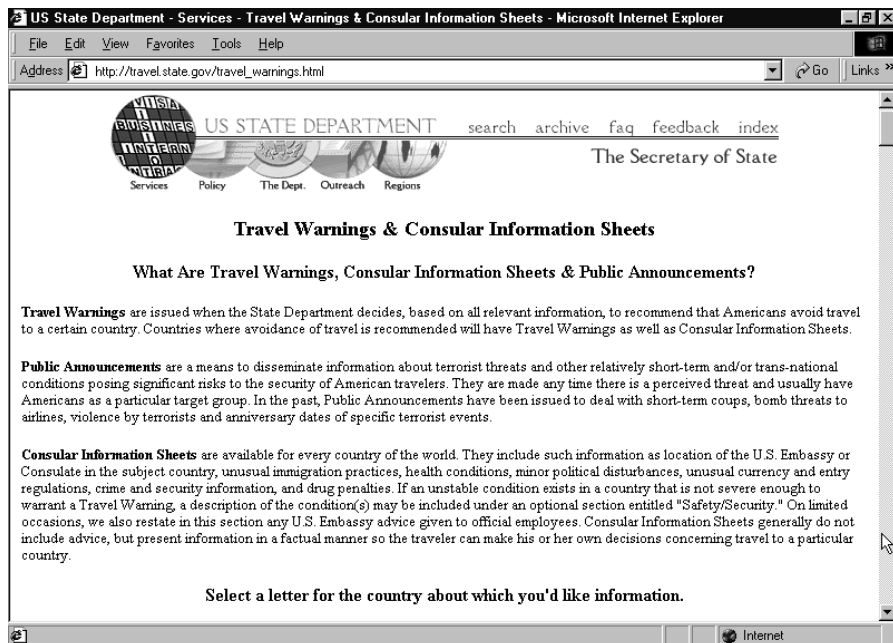 US State Department - Services - Travel Warnings & Consular Information Sheets - Microsoft Internet Explorer
File Edit View Favorites Tools Help
Address http://travel.state.gov/travel_warnings.html Go Links »
VISA
BUSINES
INTERN
US STATE DEPARTMENT search archive faq feedback index
The Secretary of State
Services Policy The Dept. Outreach Regions
Travel Warnings & Consular Information Sheets
What Are Travel Warnings, Consular Information Sheets & Public Announcements?
Travel Warnings are issued when the State Department decides, based on all relevant information, to recommend that Americans avoid travel
to a certain country. Countries where avoidance of travel is recommended will have Travel Warnings as well as Consular Information Sheets.
Public Announcements are a means to disseminate information about terrorist threats and other relatively short-term and/or trans-national
conditions posing significant risks to the security of American travelers. They are made any time there is a perceived threat and usually have
Americans as a particular target group. In the past, Public Announcements have been issued to deal with short-term coups, bomb threats to
airlines, violence by terrorists and anniversary dates of specific terrorist events.
Consular Information Sheets are available for every country of the world. They include such information as location of the U.S. Embassy or
Consulate in the subject country, unusual immigration practices, health conditions, minor political disturbances, unusual currency and entry
regulations, crime and security information, and drug penalties. If an unstable condition exists in a country that is not severe enough to
warrant a Travel Warning, a description of the condition(s) may be included under an optional section entitled "Safety/Security." On limited
occasions, we also restate in this section any U.S. Embassy advice given to official employees. Consular Information Sheets generally do not
include advice, but present information in a factual manner so the traveler can make his or her own decisions concerning travel to a particular
country.
Select a letter for the country about which you'd like information.
Internet